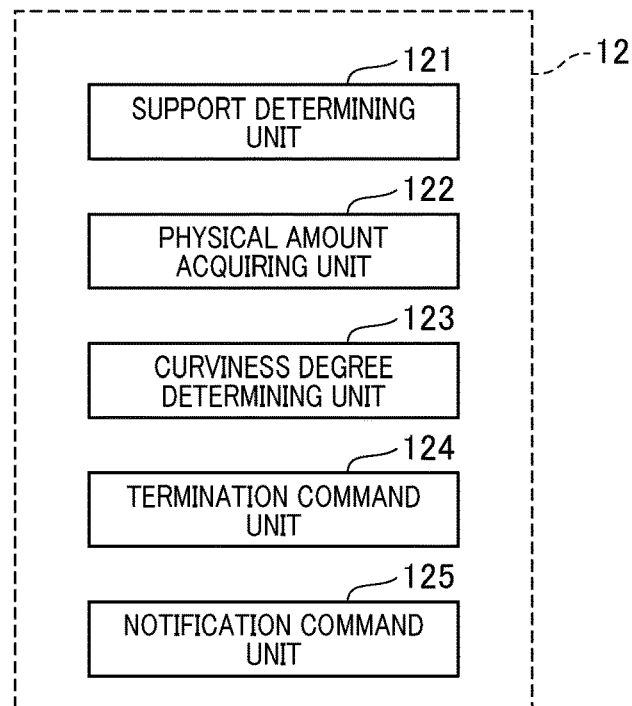 12
121
SUPPORT DETERMINING
UNIT
122
PHYSICAL AMOUNT
ACQUIRING UNIT
123
CURVINESS DEGREE
DETERMINING UNIT
124
TERMINATION COMMAND
UNIT
125
NOTIFICATION COMMAND
UNIT